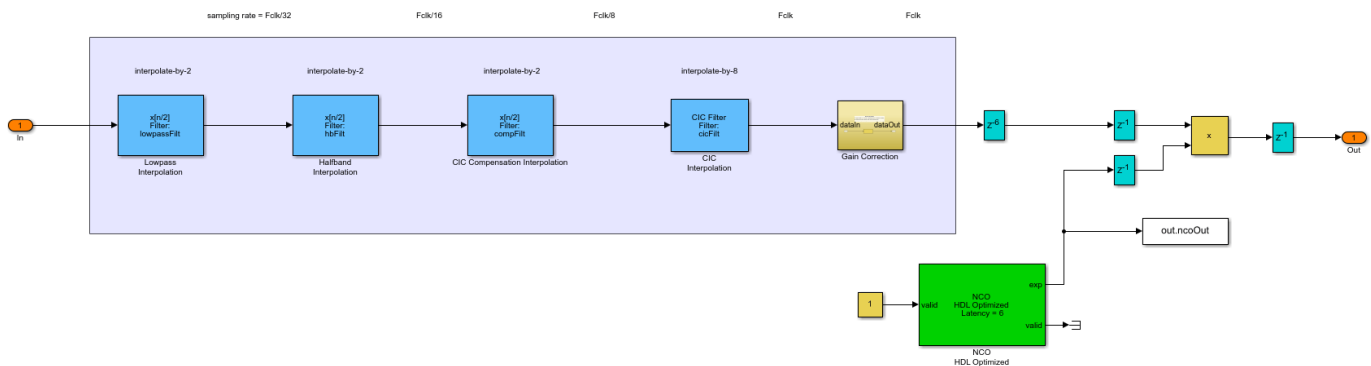 sampling rate = Fclk/32
Fclk/16
Fclk/8
Fclk
Fclk
interpolate-by-2
interpolate-by-2
interpolate-by-2
interpolate-by-8
1
In
x[n/2]
Filter:
lowpassFilt
Lowpass
Interpolation
x[n/2]
Filter:
hbFilt
Halfband
Interpolation
x[n/2]
Filter:
compFilt
CIC Compensation Interpolation
CIC Filter
Filter:
cicFilt
CIC
Interpolation
dataIn
dataOut
Gain Correction
z-6
z-1
z-1
x
z-1
1
Out
out.ncoOut
1
valid
NCO
HDL Optimized
Latency = 6
exp
valid
NCO
HDL Optimized